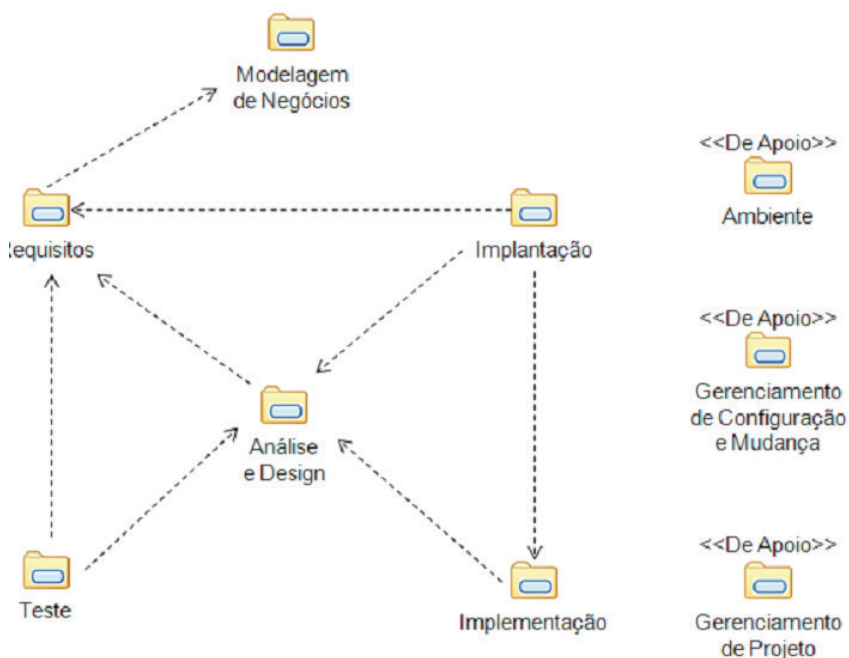 Modelagem
de Negócios
<<De Apoio>>
Ambiente
Requisitos
Implantação
<<De Apoio>>
Gerenciamento
de Configuração
e Mudança
Análise
e Design
<<De Apoio>>
Teste
Implementação
Gerenciamento
de Projeto